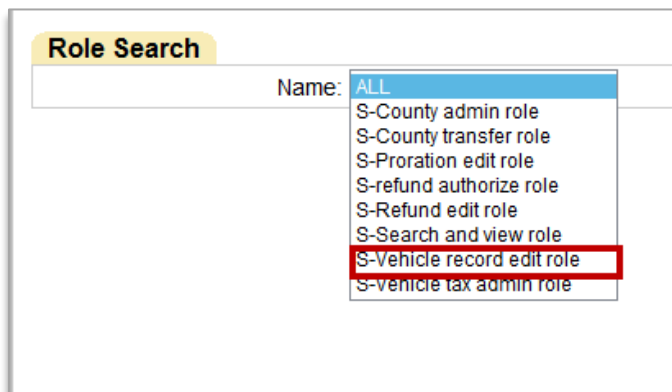 Role Search
Name: ALL
S-County admin role
S-County transfer role
S-Proration edit role
S-refund authorize role
S-Refund edit role
S-Search and view role
S-Vehicle record edit role
S-Vehicle tax admin role